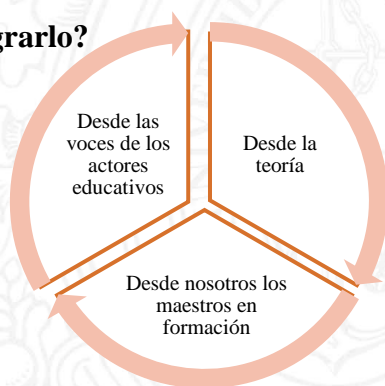 grarlo?
Desde las
voces de los
actores
educativos
Desde la
teoría
Desde nosotros los
maestros en
formación